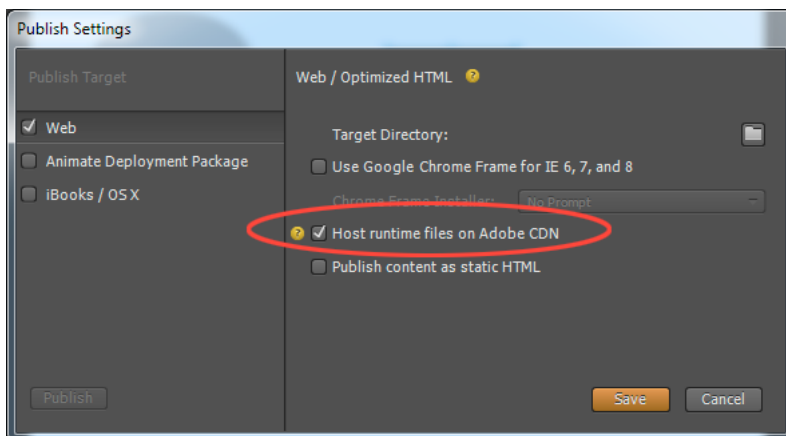 Publish Settings
Publish Target
Web
Animate Deployment Package
iBooks / OS X
Publish
Web / Optimized HTML ?
Target Directory:
Use Google Chrome Frame for IE 6, 7, and 8
Chrome Frame Installer: No Prompt
? Host runtime files on Adobe CDN
Publish content as static HTML
Save Cancel